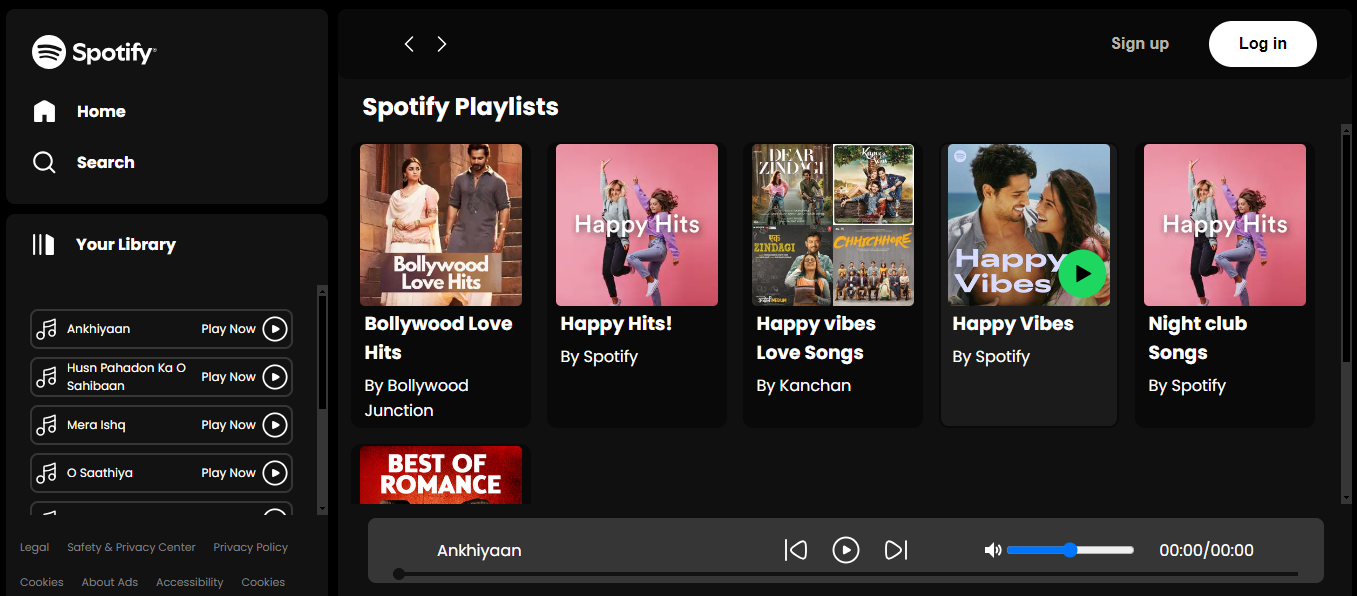 Spotify
Home
Search
Your Library
Ankhiyaan Play Now
Husn Pahadon Ka O
Sahibaan Play Now
Mera Ishq Play Now
O Saathiya Play Now
Legal Safety & Privacy Center Privacy Policy
Cookies About Ads Accessibility Cookies
Sign up Log in
Spotify Playlists
Bollywood
Love Hits
Bollywood Love
Hits
By Bollywood
Junction
Happy Hits
Happy Hits!
By Spotify
DEAR
ZINDAGI
एक
ZINDAGI
CHHICHHORE
Happy vibes
Love Songs
By Kanchan
Happy
Vibes
Happy Vibes
By Spotify
Happy Hits
Night club
Songs
By Spotify
BEST OF
ROMANCE
Ankhiyaan 00:00/00:00